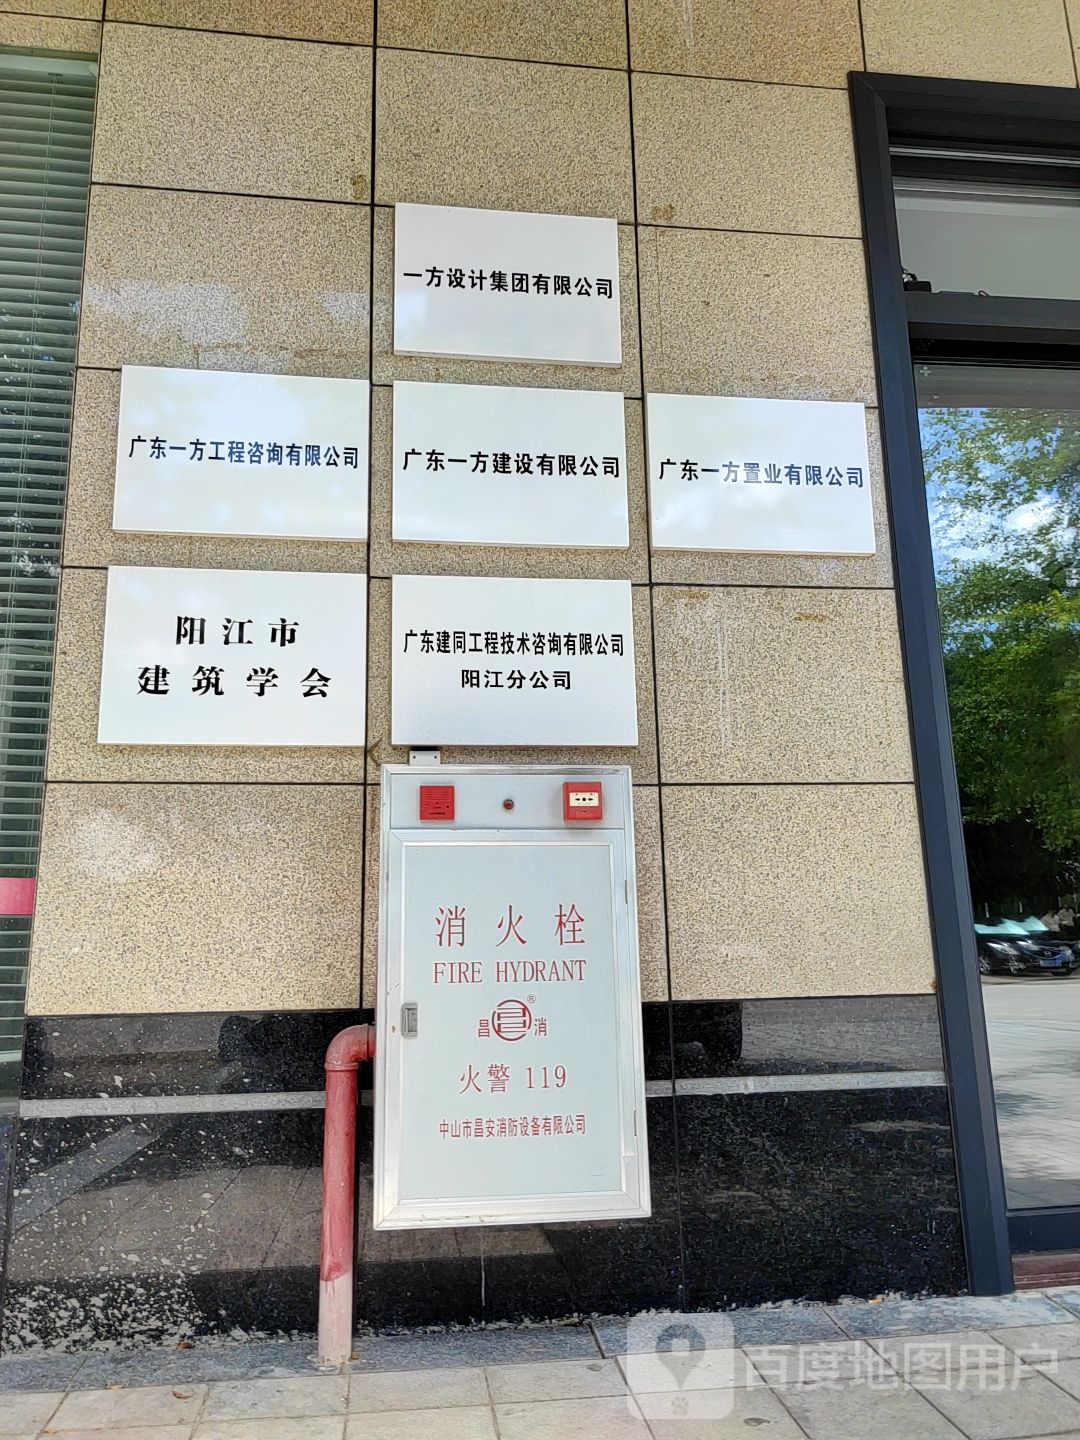 一方设计集团有限公司
广东一方工程咨询有限公司
广东一方建设有限公司
广东一方置业有限公司
阳江市
建筑学会
广东建同工程技术咨询有限公司
阳江分公司
消火栓
FIRE HYDRANT
昌 昌 ® 消
火警 119
中山市昌安消防设备有限公司
百度地图用户